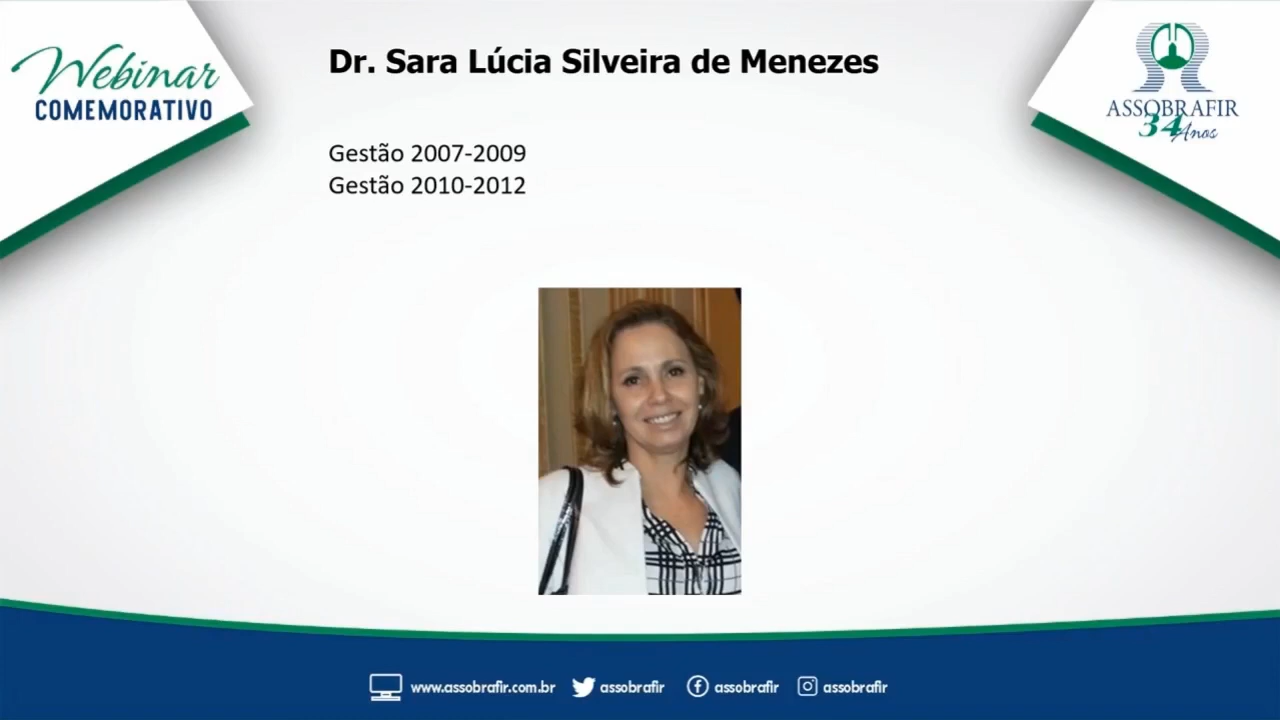 Webinar
COMEMORATIVO
Dr. Sara Lúcia Silveira de Menezes
ASSOBRAFIR
34 Anos
Gestão 2007-2009
Gestão 2010-2012
www.assobrafir.com.br assobrafir assobrafir assobrafir